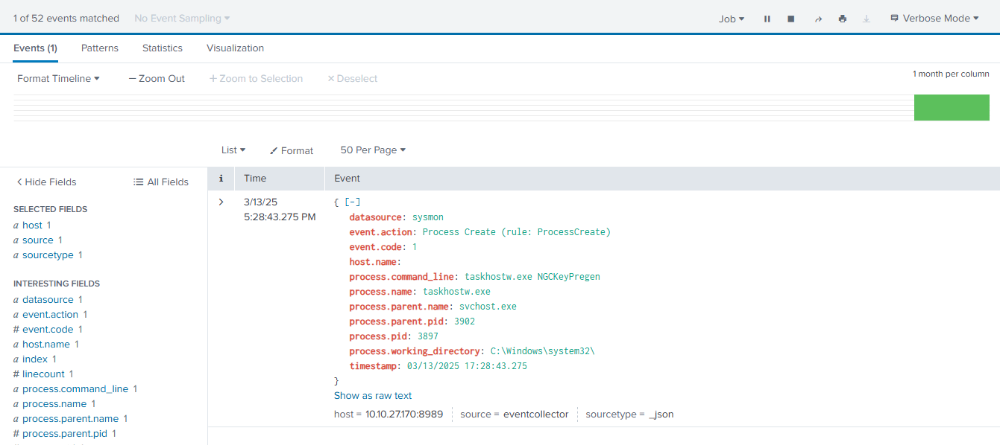 1 of 52 events matched No Event Sampling
Job Verbose Mode
Events (1) Patterns Statistics Visualization
Format Timeline — Zoom Out + Zoom to Selection × Deselect
1 month per column
List Format 50 Per Page
Hide Fields All Fields
i Time Event
SELECTED FIELDS
a host 1
a source 1
a sourcetype 1
INTERESTING FIELDS
a datasource 1
a event.action 1
# event.code 1
a host.name 1
a index 1
# linecount 1
a process.command_line 1
a process.name 1
a process.parent.name 1
# process.parent.pid 1
3/13/25
5:28:43.275 PM
{ [-]
datasource: sysmon
event.action: Process Create (rule: ProcessCreate)
event.code: 1
host.name:
process.command_line: taskhostw.exe NGCKeyPregen
process.name: taskhostw.exe
process.parent.name: svchost.exe
process.parent.pid: 3902
process.pid: 3897
process.working_directory: C:\Windows\system32\
timestamp: 03/13/2025 17:28:43.275
}
Show as raw text
host = 10.10.27.170:8989 source = eventcollector sourcetype = _json